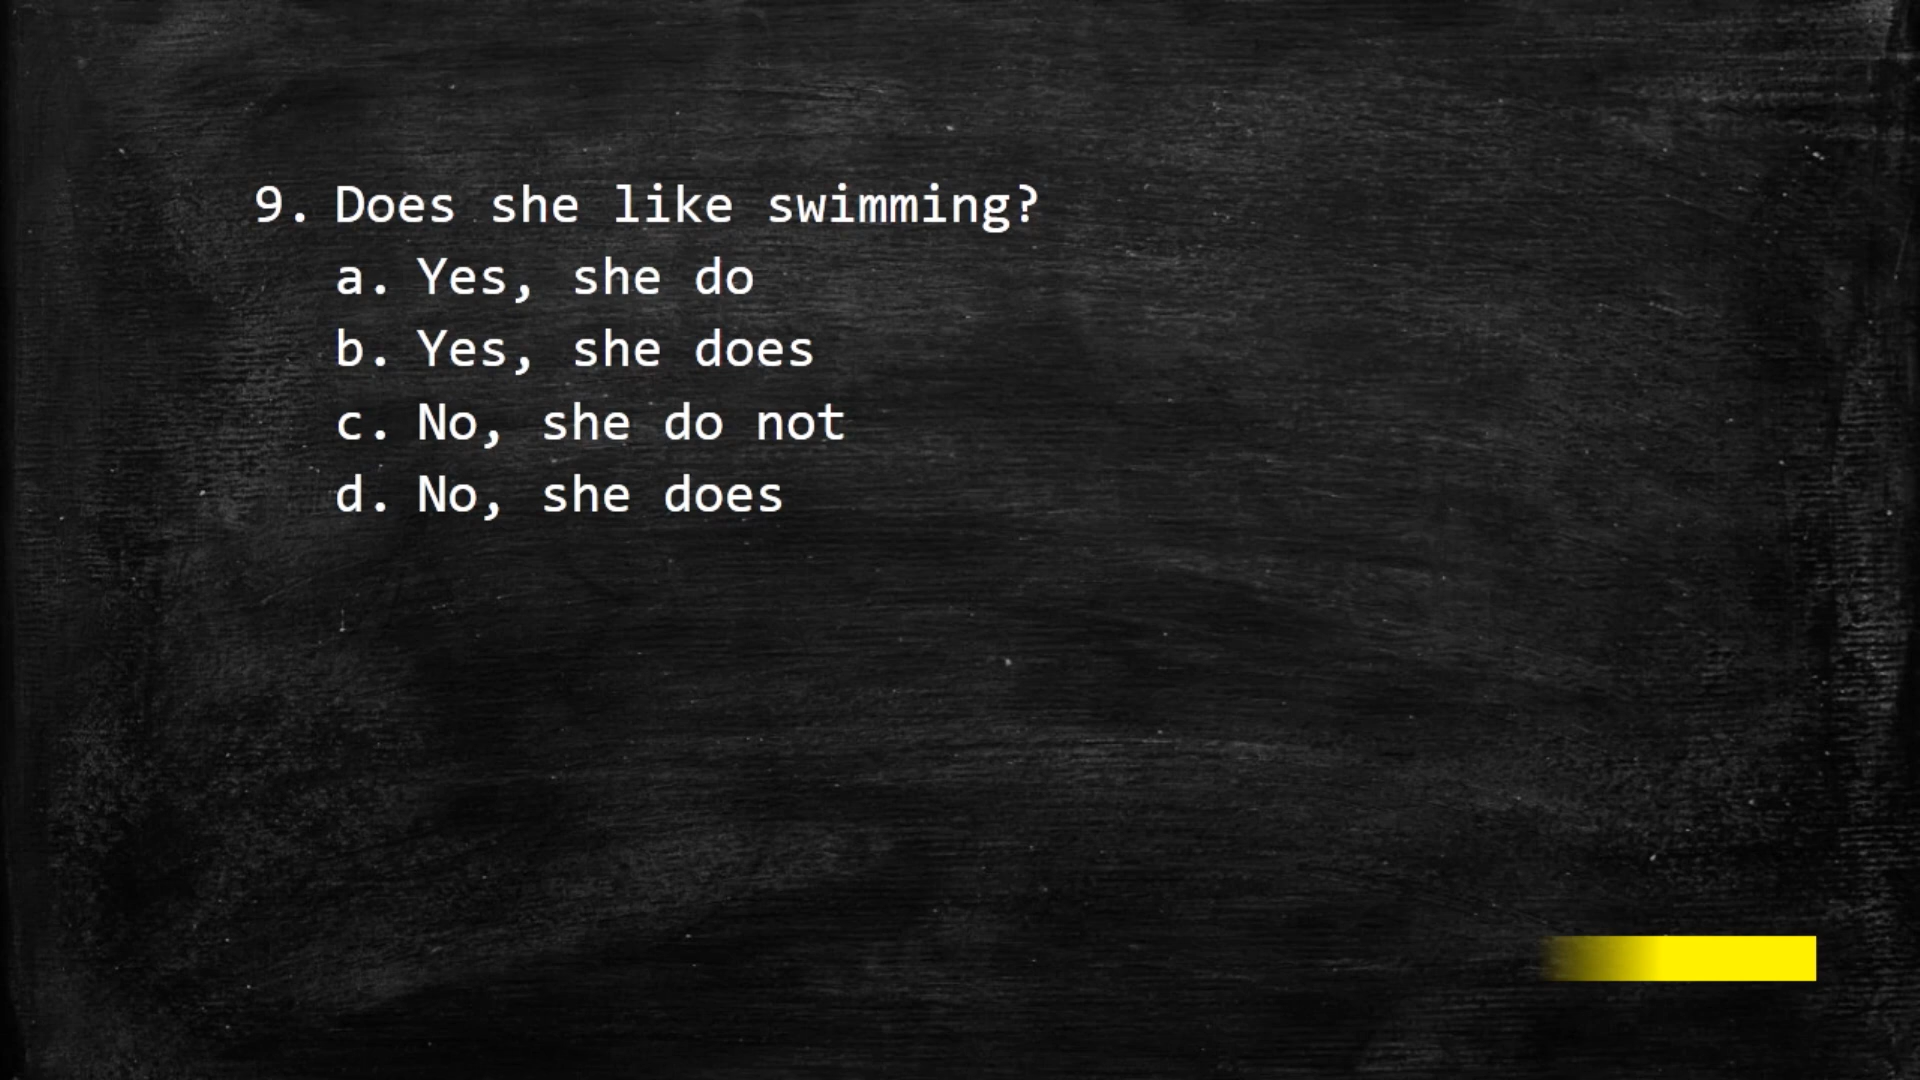 9. Does she like swimming?
a. Yes, she do
b. Yes, she does
c. No, she do not
d. No, she does